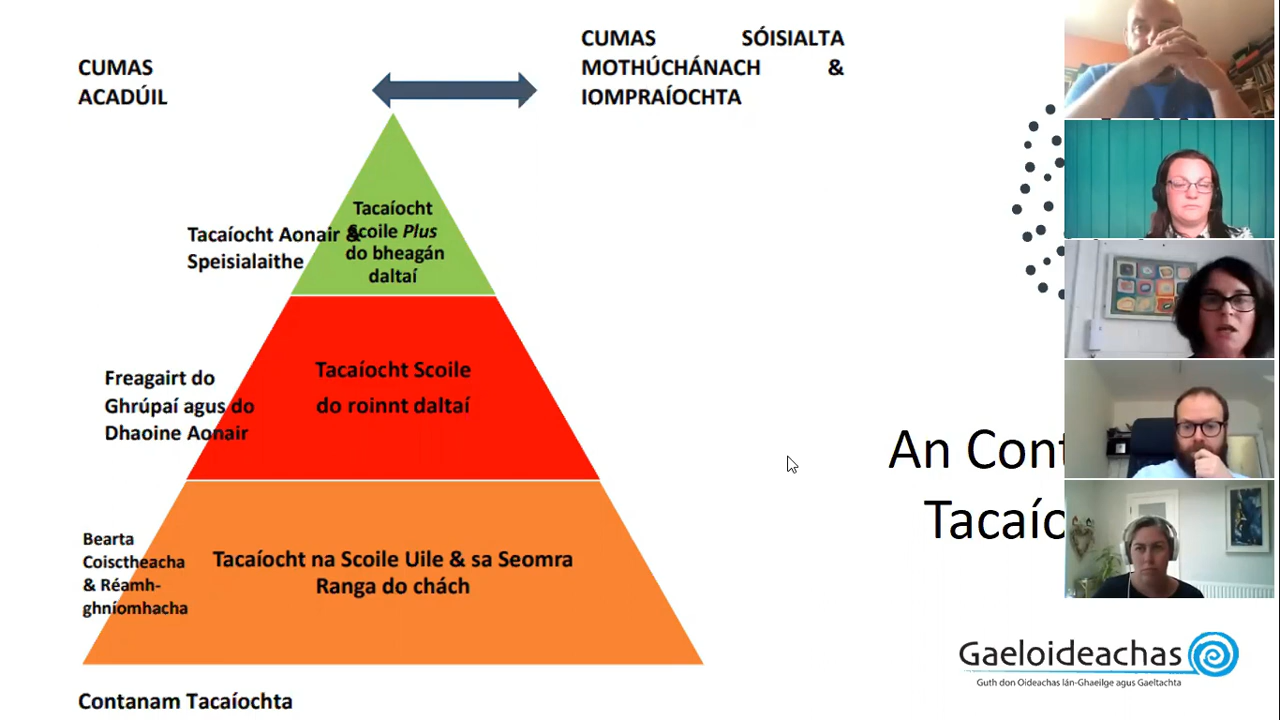 CUMAS
ACADÚIL
CUMAS SÓISIALTA
MOTHÚCHÁNACH &
IOMPRAÍOCHTA
Tacaíocht Aonair &
Speisialaithe
Tacaíocht
Scoile Plus
do bheagán
daltaí
Freagairt do
Ghrúpaí agus do
Dhaoine Aonair
Tacaíocht Scoile
do roinnt daltaí
Bearta
Coisctheacha
& Réamh-
ghníomhacha
Tacaíocht na Scoile Uile & sa Seomra
Ranga do chách
Contanam Tacaíochta
An
Gaeloideachas
Guth don Oideachas lán-Ghaeilge agus Gaeltachta